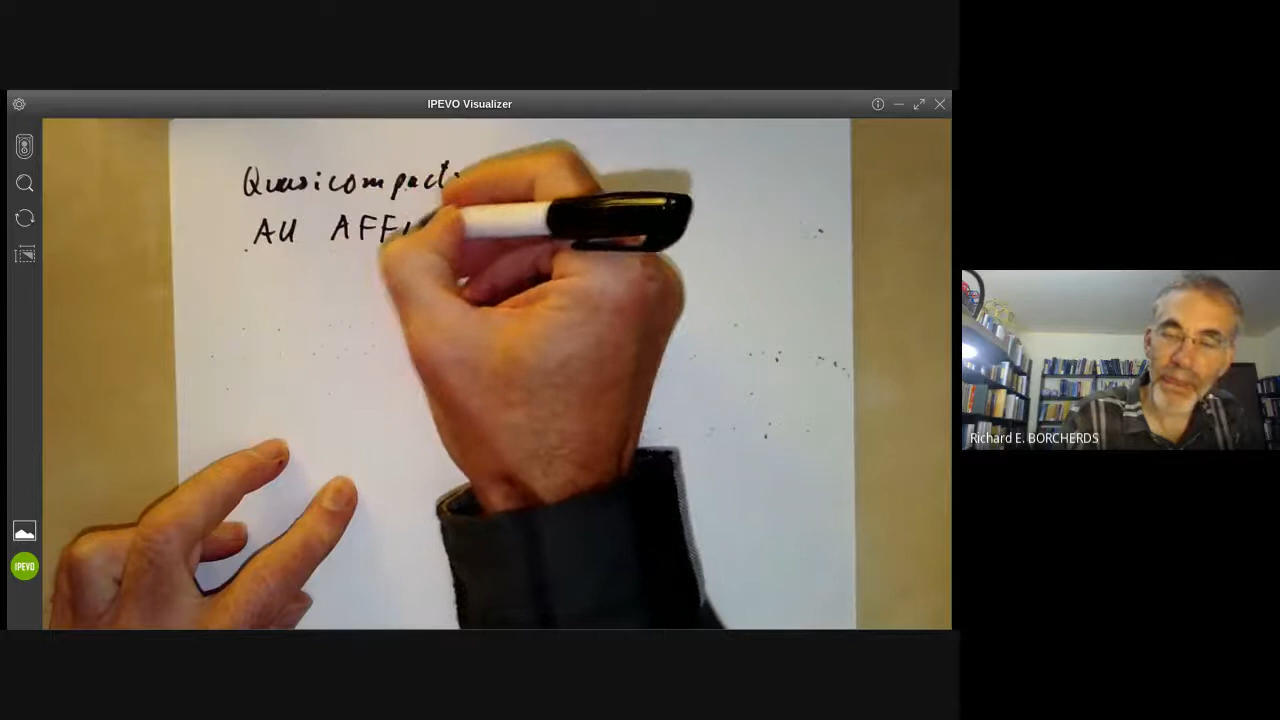 IPEVO Visualizer
Quasicompact
All AFF
IPEVO
Richard E. BORCHERDS